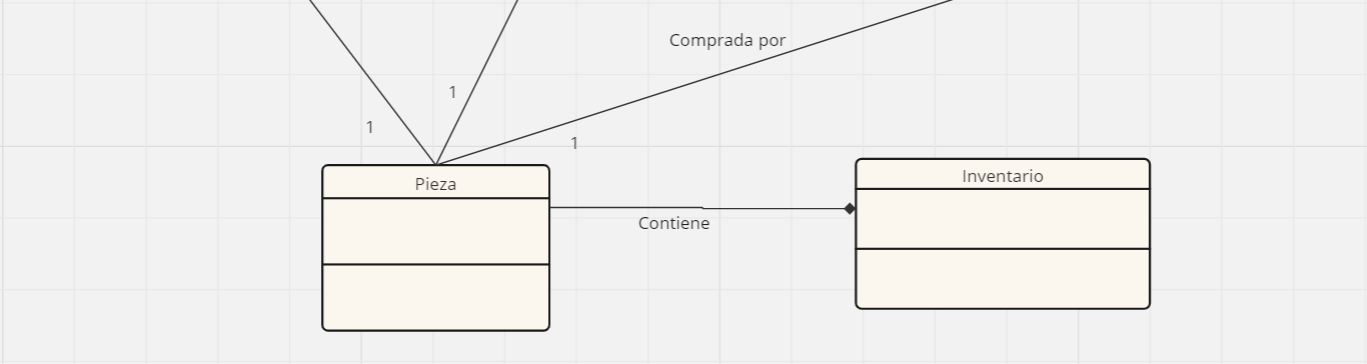 Comprada por
1
1
1
Pieza
Inventario
Contiene